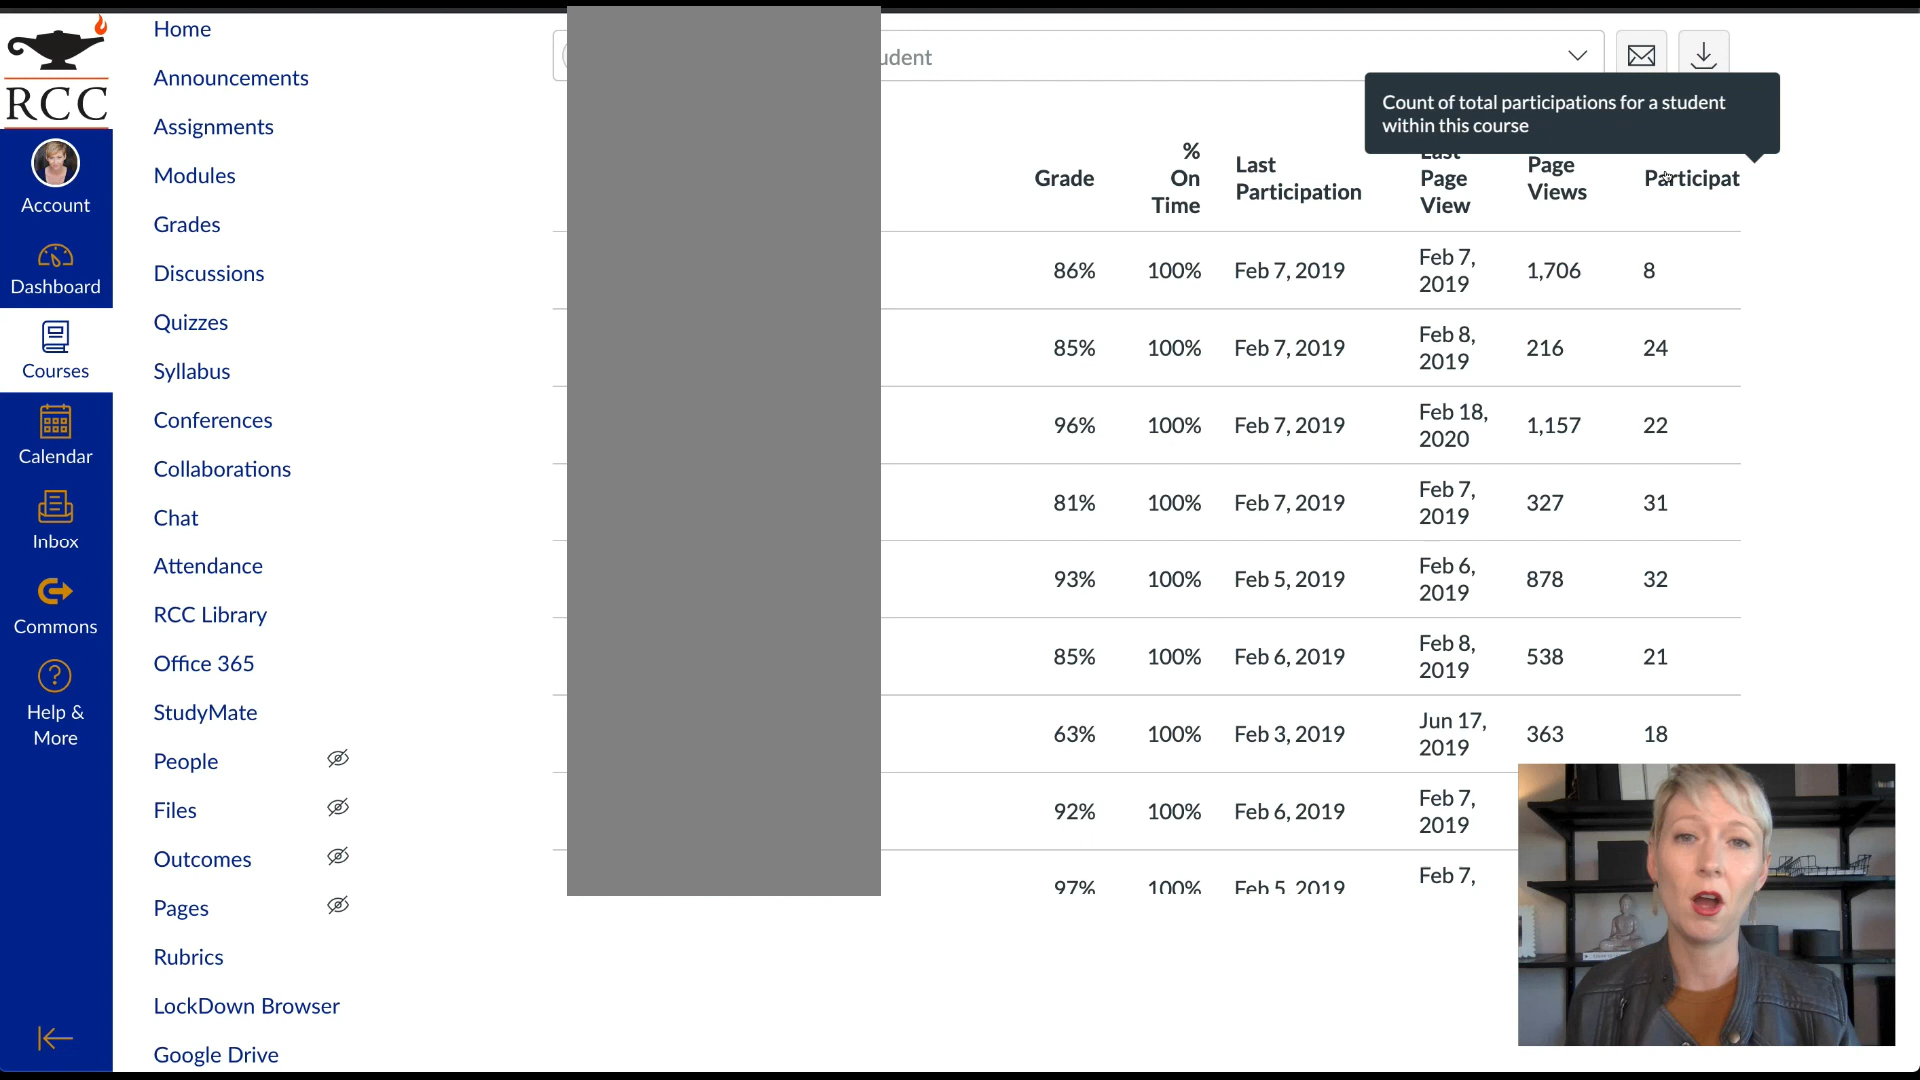 RCC
Account
Dashboard
Courses
Calendar
Inbox
Commons
Help &
More
Home
Announcements
Assignments
Modules
Grades
Discussions
Quizzes
Syllabus
Conferences
Collaborations
Chat
Attendance
RCC Library
Office 365
StudyMate
People
Files
Outcomes
Pages
Rubrics
LockDown Browser
Google Drive
udent
Count of total participations for a student
within this course
Grade
%
On
Time
Last
Participation
Last
Page
View
Page
Views
Participat
86% 100% Feb 7, 2019 Feb 7, 1,706 8
2019
85% 100% Feb 7, 2019 Feb 8, 216 24
2019
96% 100% Feb 7, 2019 Feb 18, 1,157 22
2020
81% 100% Feb 7, 2019 Feb 7, 327 31
2019
93% 100% Feb 5, 2019 Feb 6, 878 32
2019
85% 100% Feb 6, 2019 Feb 8, 538 21
2019
63% 100% Feb 3, 2019 Jun 17, 363 18
2019
92% 100% Feb 6, 2019 Feb 7,
2019
97% 100% Feb 5, 2019 Feb 7,